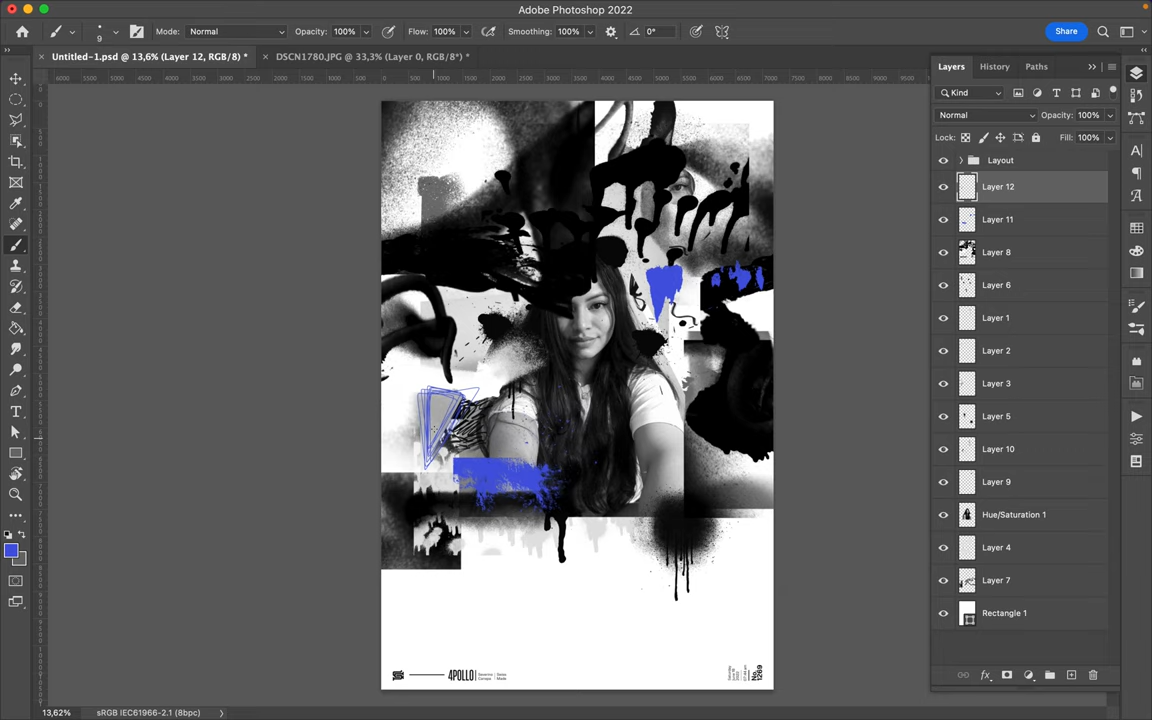 Adobe Photoshop 2022
9
Mode: Normal
Opacity: 100%
Flow: 100%
Smoothing: 100%
0°
Share
Untitled-1.psd @ 13,6% (Layer 12, RGB/8) *
DSCN1780.JPG @ 33,3% (Layer 0, RGB/8*) *
Layers
History
Paths
Kind
Normal
Opacity: 100%
Lock:
Fill: 100%
Layout
Layer 12
Layer 11
Layer 8
Layer 6
Layer 1
Layer 2
Layer 3
Layer 5
Layer 10
Layer 9
Hue/Saturation 1
Layer 4
Layer 7
Rectangle 1
4POLLO
No. 1269
13,62%
sRGB IEC61966-2.1 (8bpc)